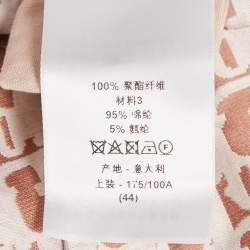 100% 聚酯纤维
材料3
95% 锦纶
5% 氨纶
产地 - 意大利
上装 - 175/100A
(44)